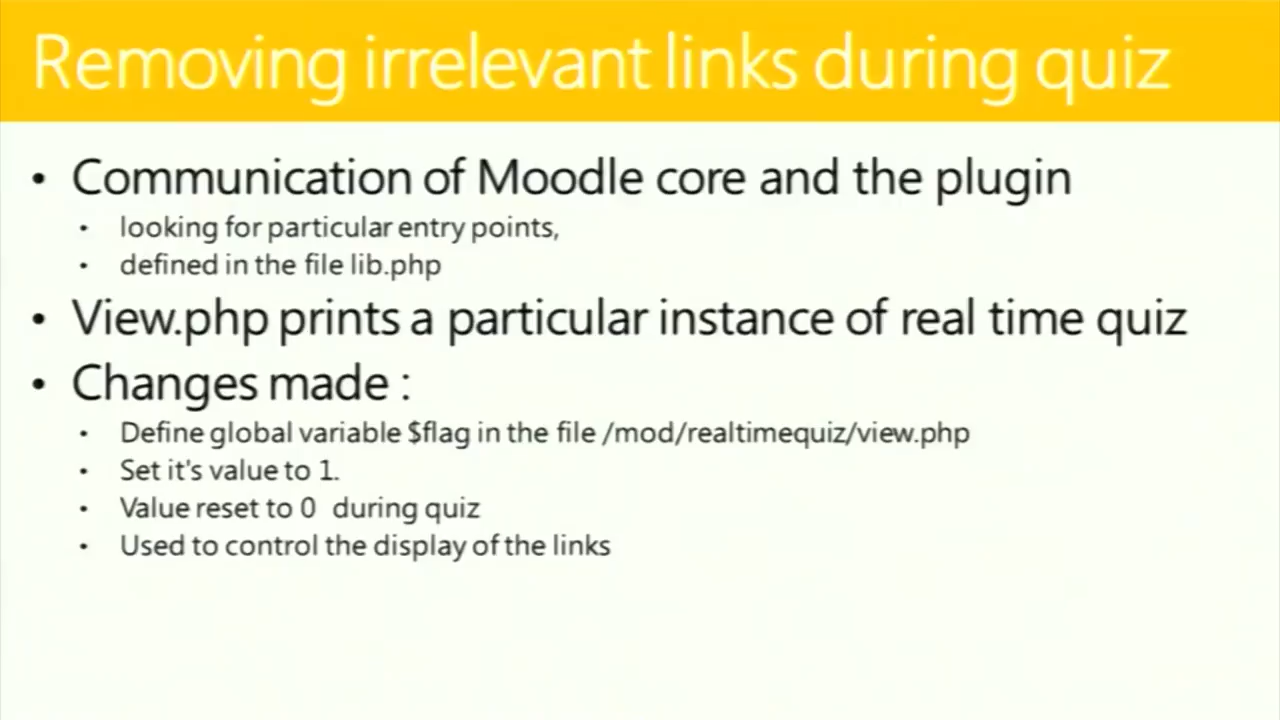 Removing irrelevant links during quiz
• Communication of Moodle core and the plugin
• looking for particular entry points,
• defined in the file lib.php
• View.php prints a particular instance of real time quiz
• Changes made :
• Define global variable $flag in the file /mod/realtimequiz/view.php
• Set it's value to 1.
• Value reset to 0 during quiz
• Used to control the display of the links